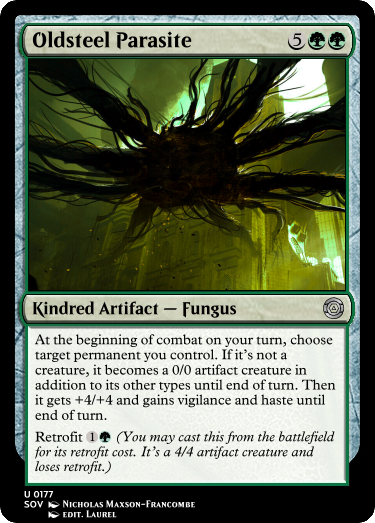 Oldsteel Parasite 5
Kindred Artifact — Fungus
At the beginning of combat on your turn, choose
target permanent you control. If it's not a
creature, it becomes a 0/0 artifact creature in
addition to its other types until end of turn. Then
it gets +4/+4 and gains vigilance and haste until
end of turn.
Retrofit 1 (You may cast this from the battlefield
for its retrofit cost. It's a 4/4 artifact creature and
loses retrofit.)
U 0177
SOV Nicholas Maxson-Francombe
edit. Laurel